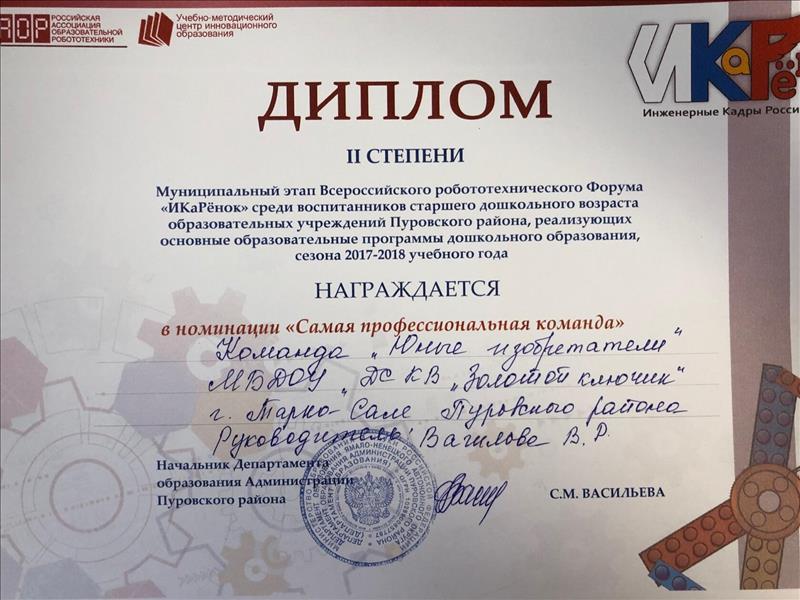 РОССИЙСКАЯ
АССОЦИАЦИЯ
ОБРАЗОВАТЕЛЬНОЙ
РОБОТОТЕХНИКИ
Учебно-методический
центр инновационного
образования
ИКаРё
Инженерные Кадры Росси
ДИПЛОМ
II СТЕПЕНИ
Муниципальный этап Всероссийского робототехнического Форума
«ИКаРёнок» среди воспитанников старшего дошкольного возраста
образовательных учреждений Пуровского района, реализующих
основные образовательные программы дошкольного образования,
сезона 2017-2018 учебного года
НАГРАЖДАЕТСЯ
в номинации «Самая профессиональная команда»
Команда „Юные изобретатели"
МБДОУ „ДС КВ „Золотой ключик"
г. Тарко-Сале Пуровского района
Руководитель: Вагилова В.Р.
Начальник Департамента
образования Администрации
Пуровского района
С.М. ВАСИЛЬЕВА